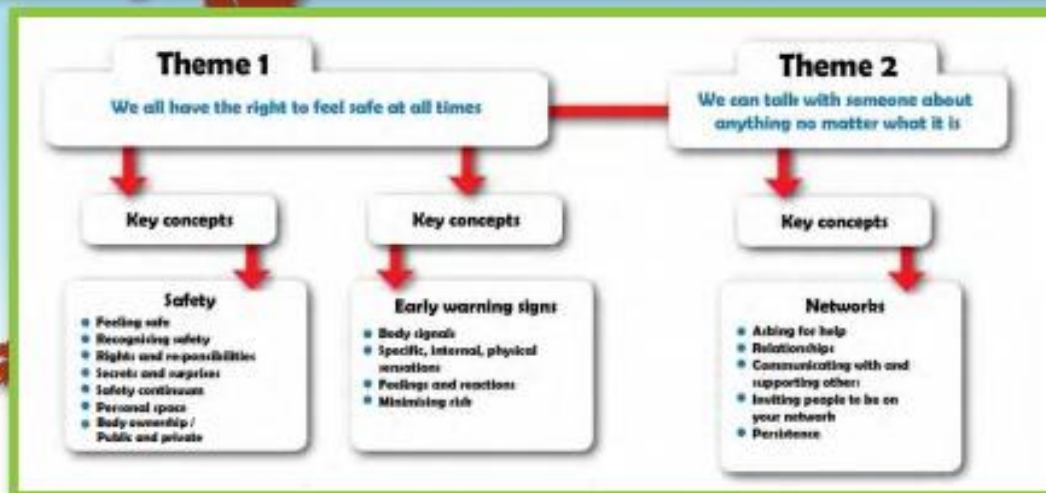 Theme 1
We all have the right to feel safe at all times
Theme 2
We can talk with someone about
anything no matter what it is
Key concepts
Key concepts
Key concepts
Safety
Feeling safe
Recognising safety
Rights and responsibilities
Secrets and surprises
Safety continuum
Personal space
Body ownership /
Public and private
Early warning signs
Body signals
Specific, internal, physical
sensations
Feelings and reactions
Minimising risk
Networks
Asking for help
Relationships
Communicating with and
supporting others
Inviting people to be on
your network
Persistence